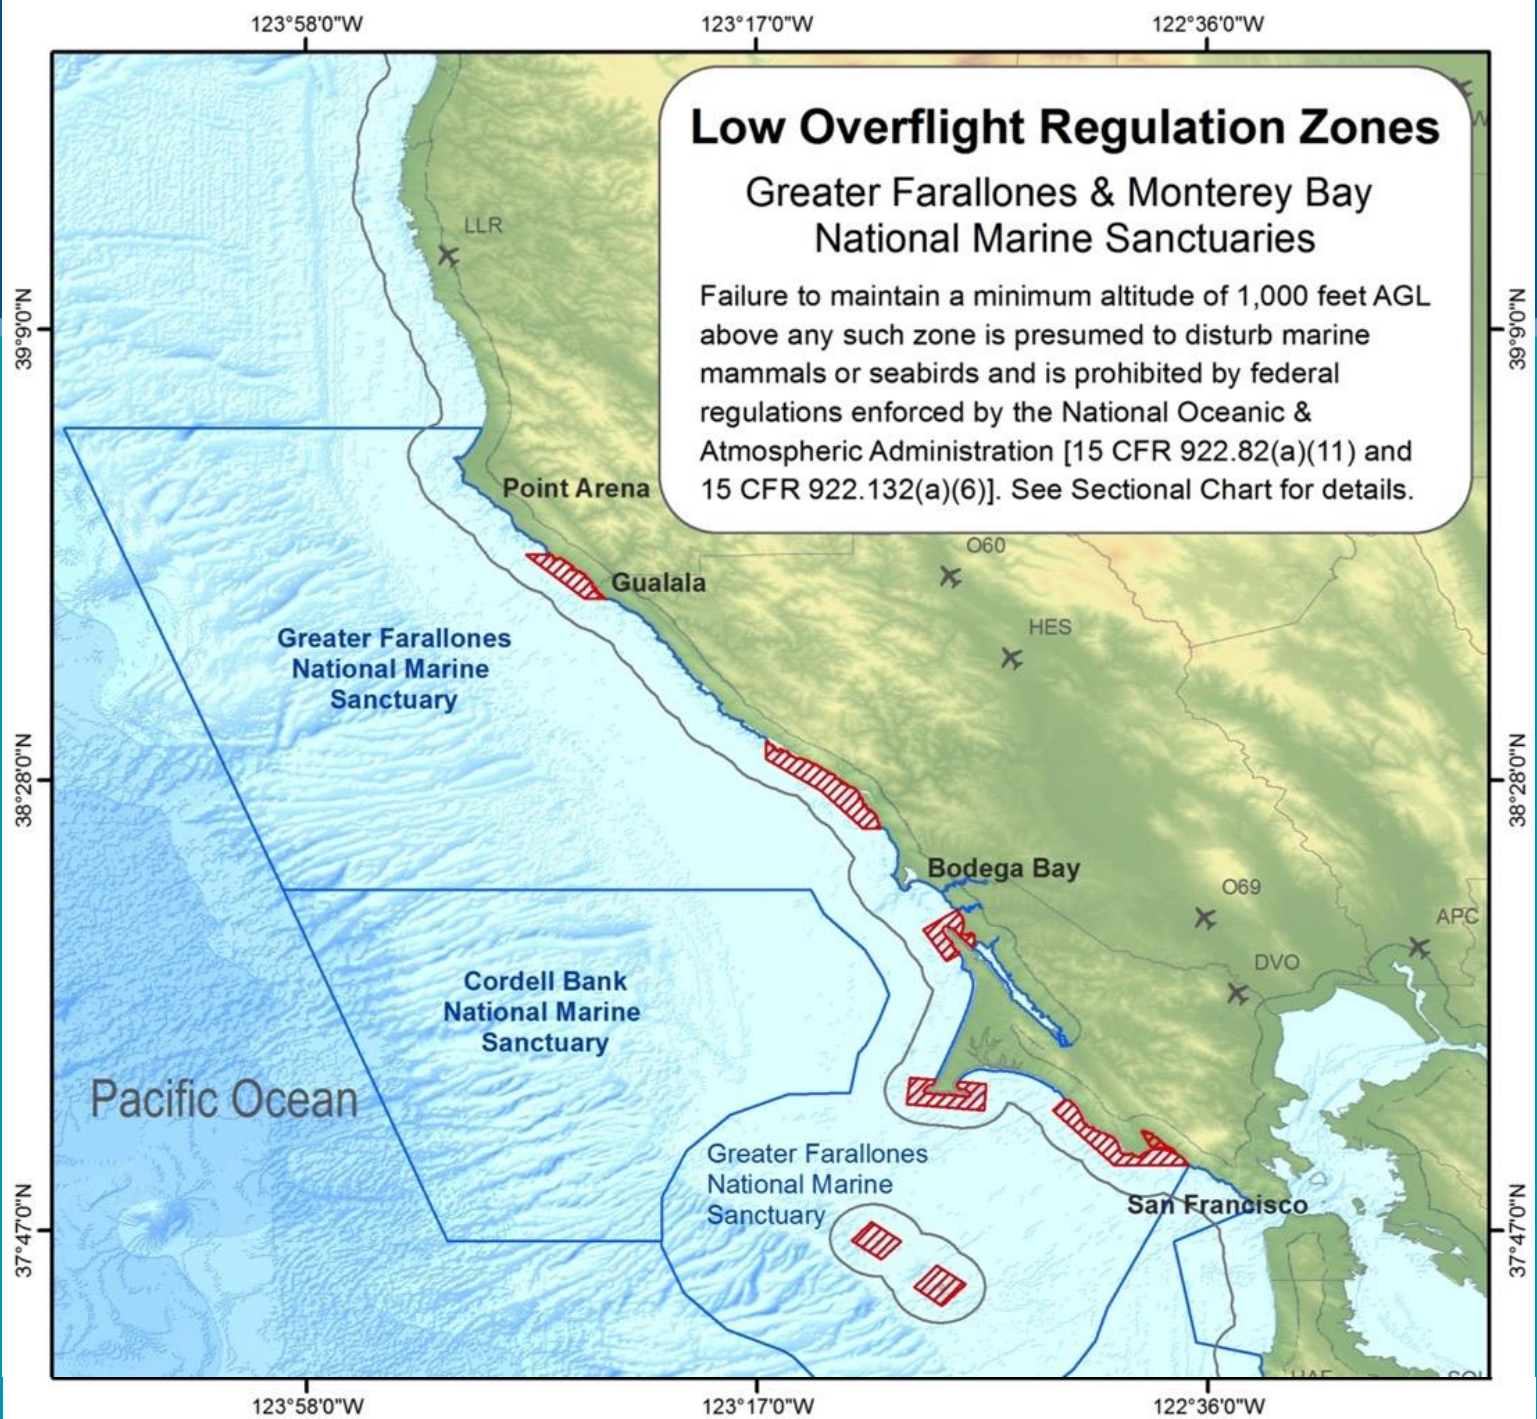 123°58'0"W
123°17'0"W
122°36'0"W
Low Overflight Regulation Zones
Greater Farallones & Monterey Bay
National Marine Sanctuaries
Failure to maintain a minimum altitude of 1,000 feet AGL
above any such zone is presumed to disturb marine
mammals or seabirds and is prohibited by federal
regulations enforced by the National Oceanic &
Atmospheric Administration [15 CFR 922.82(a)(11) and
15 CFR 922.132(a)(6)]. See Sectional Chart for details.
LLR
39°9'0"N
39°9'0"N
Point Arena
O60
Gualala
HES
Greater Farallones
National Marine
Sanctuary
38°28'0"N
38°28'0"N
Bodega Bay
O69
APC
DVO
Cordell Bank
National Marine
Sanctuary
Pacific Ocean
Greater Farallones
National Marine
Sanctuary
San Francisco
37°47'0"N
37°47'0"N
123°58'0"W
123°17'0"W
122°36'0"W